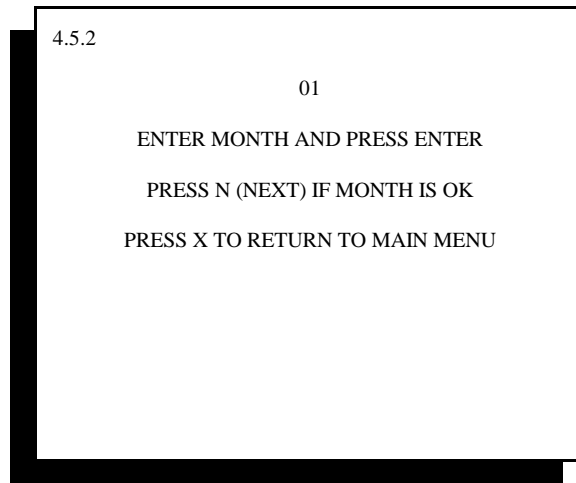 4.5.2
01
ENTER MONTH AND PRESS ENTER
PRESS N (NEXT) IF MONTH IS OK
PRESS X TO RETURN TO MAIN MENU